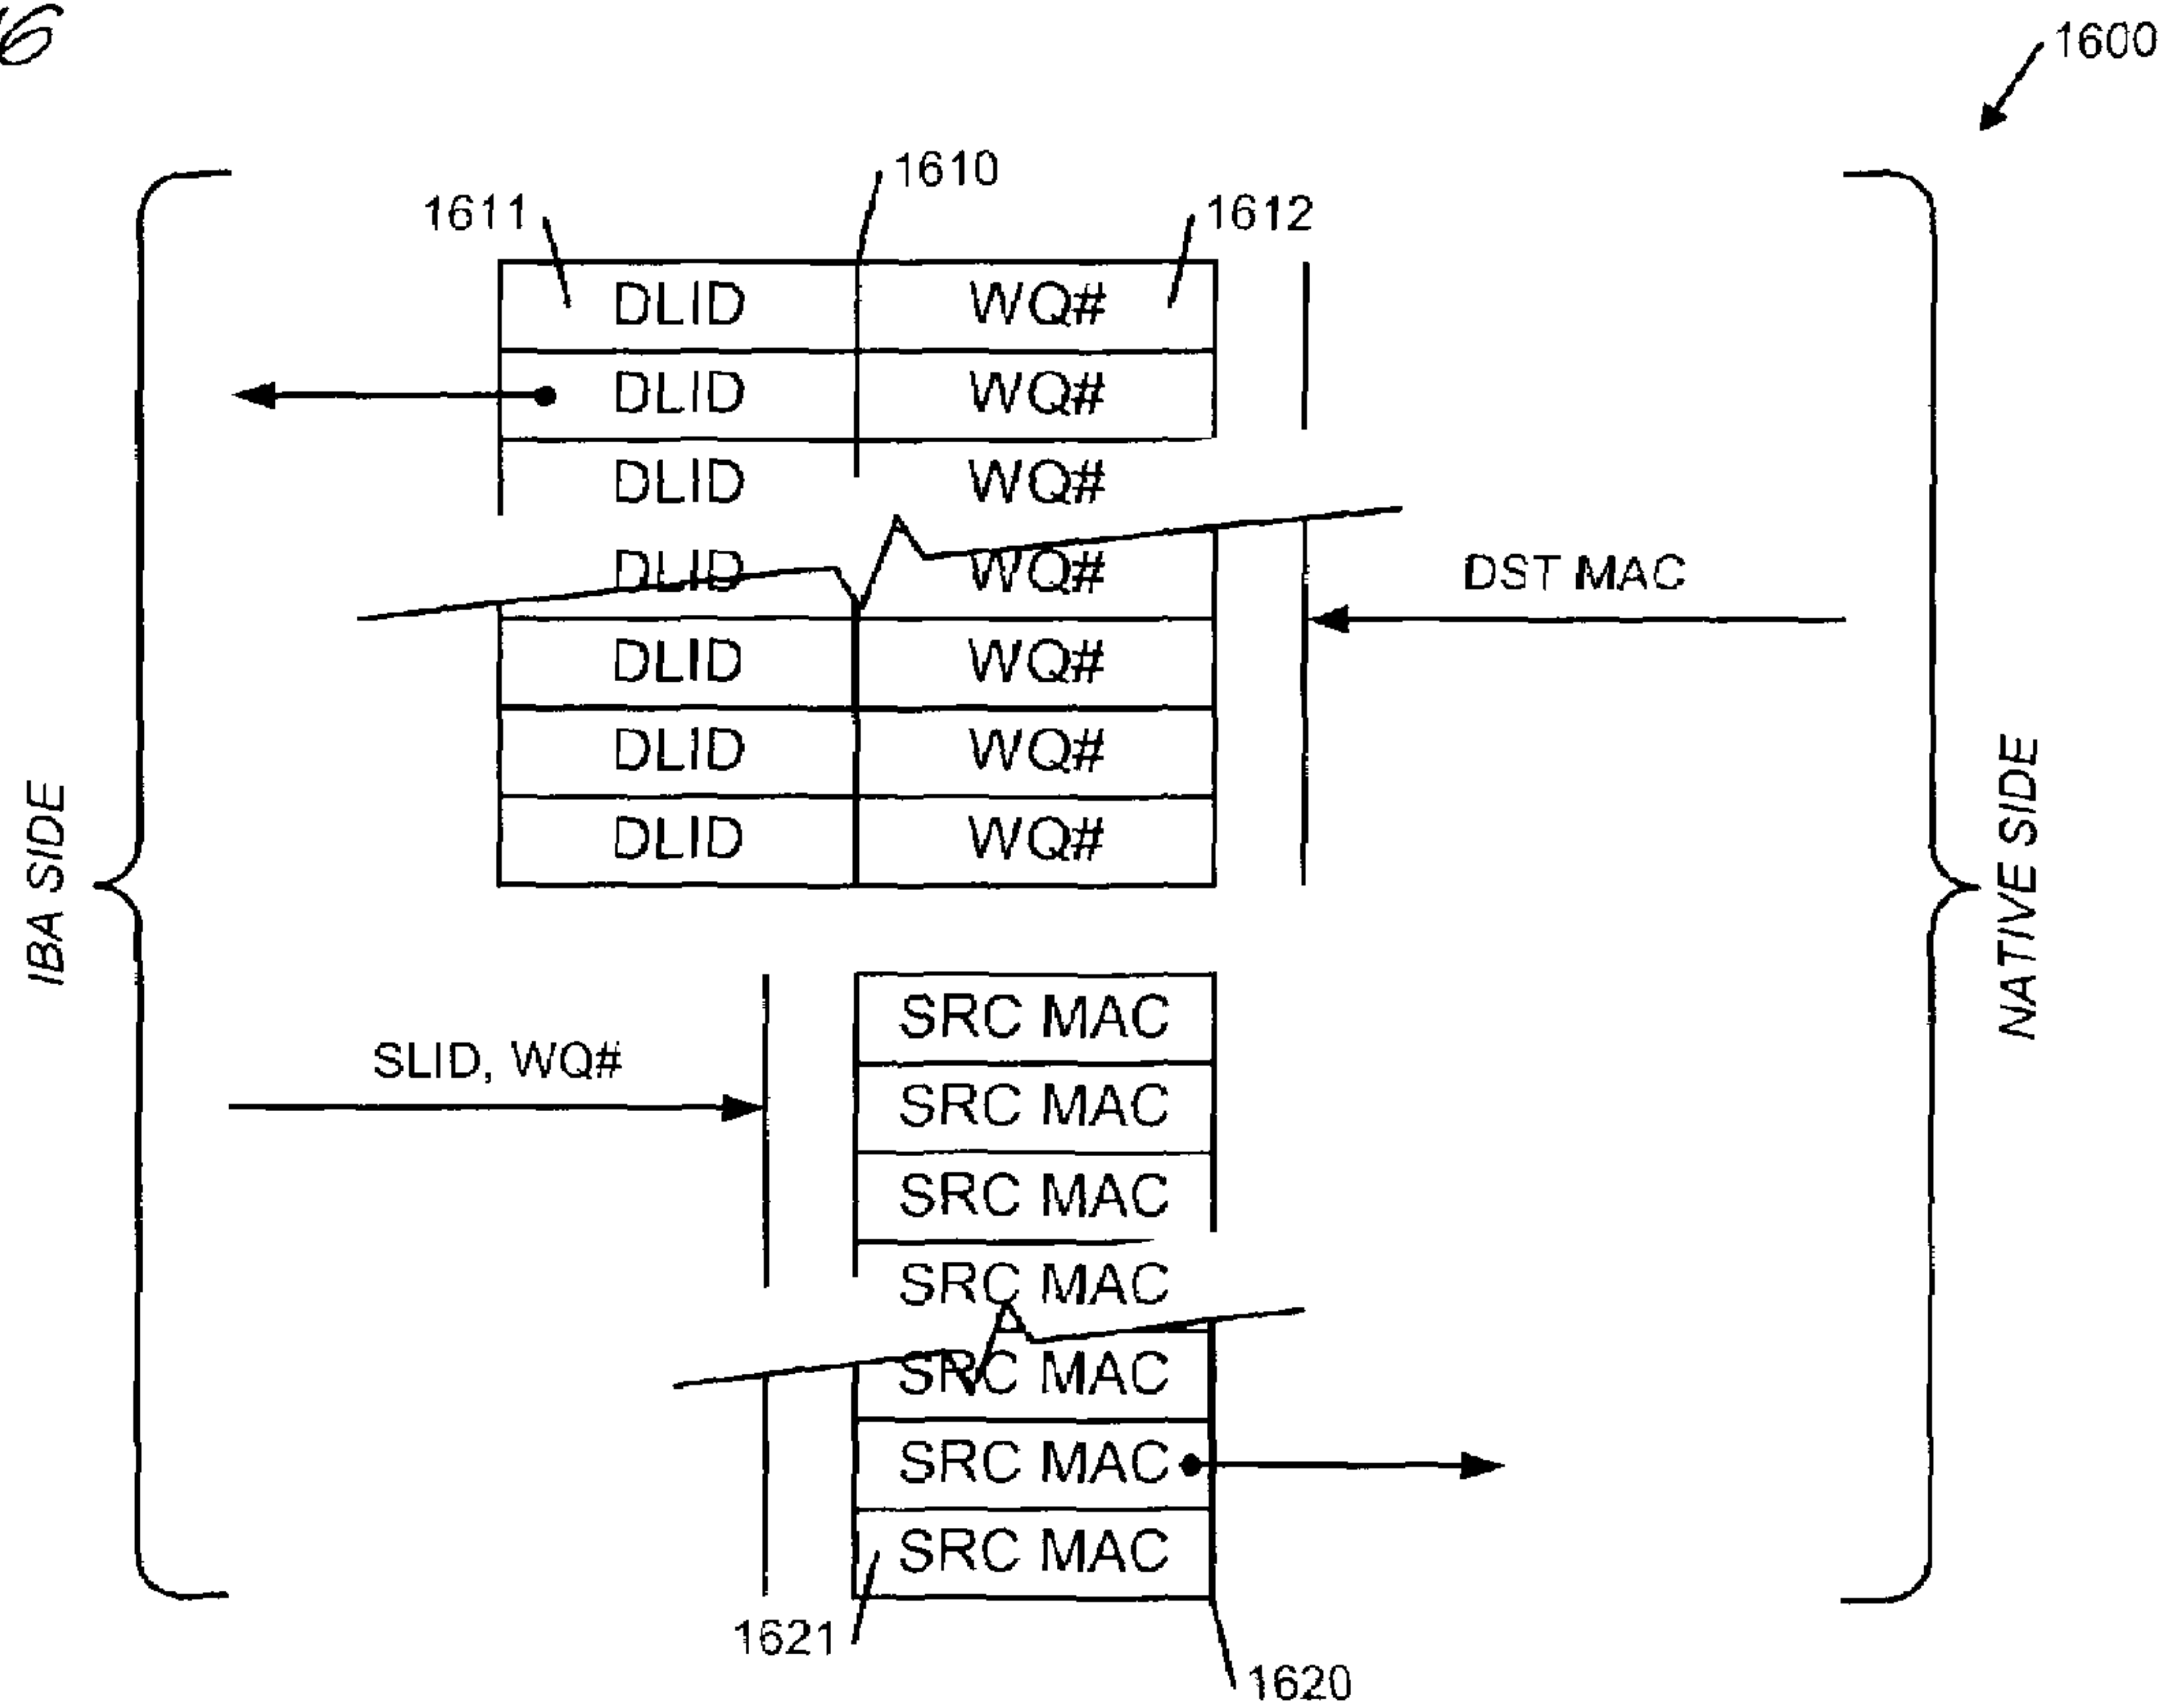 6
1600
1610
1611
1612
DLID WQ#
DLID WQ#
DLID WQ#
DLID WQ#
DST MAC
DLID WQ#
DLID WQ#
DLID WQ#
IBA SIDE
NATIVE SIDE
SRC MAC
SLID, WQ#
SRC MAC
SRC MAC
SRC MAC
SRC MAC
SRC MAC
SRC MAC
1621
1620